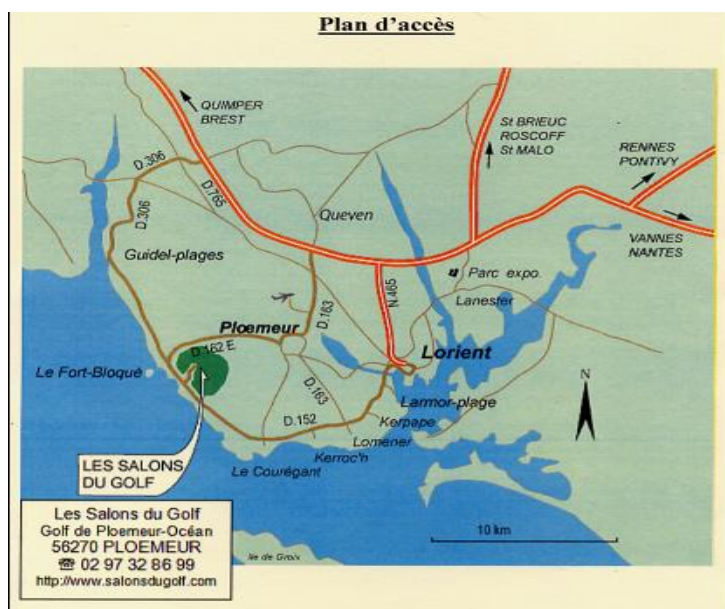 Plan d'accès
QUIMPER
BREST
St BRIEUC
ROSCOFF
St MALO
RENNES
PONTIVY
D.306
D.306
D.765
Queven
VANNES
NANTES
Guidel-plages
Parc expo.
N.465
Lanester
D.163
Ploemeur
D.162 E
Lorient
Le Fort-Bloqué
D.163
Larmor-plage
N
D.152
Kerpape
Lomener
Kerroc'h
Le Courégant
LES SALONS
DU GOLF
Les Salons du Golf
Golf de Ploemeur-Océan
56270 PLOEMEUR
☎ 02 97 32 86 99
http://www.salonsdugolf.com
10 km
Ile de Groix